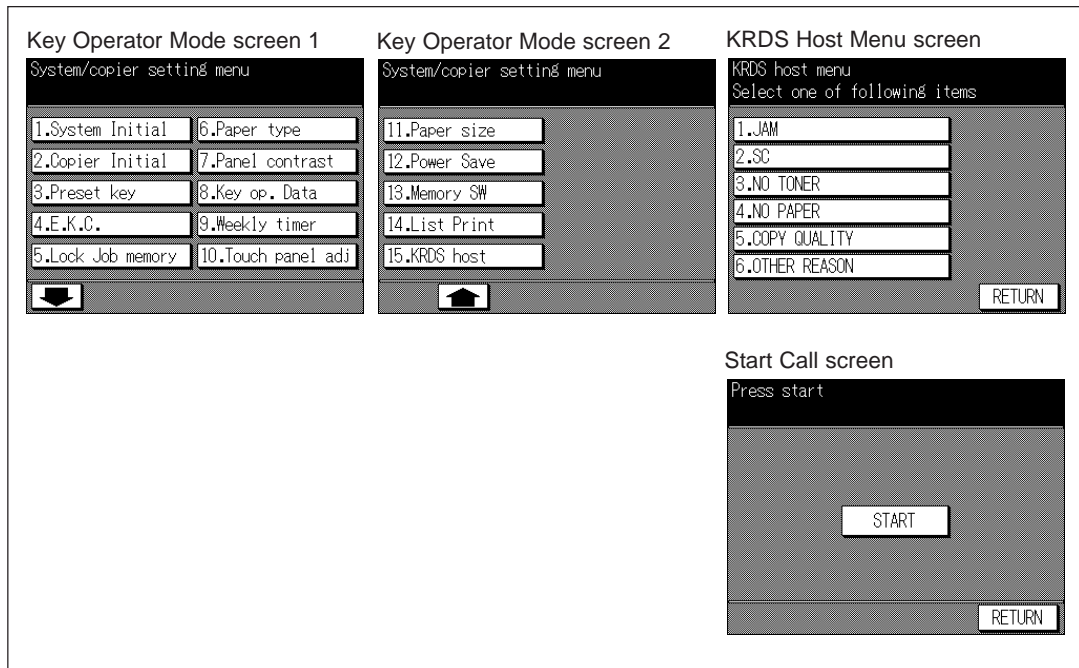 Key Operator Mode screen 1
System/copier setting menu
1.System Initial
6.Paper type
2.Copier Initial
7.Panel contrast
3.Preset key
8.Key op. Data
4.E.K.C.
9.Weekly timer
5.Lock Job memory
10.Touch panel adj
Key Operator Mode screen 2
System/copier setting menu
11.Paper size
12.Power Save
13.Memory SW
14.List Print
15.KRDS host
KRDS Host Menu screen
KRDS host menu
Select one of following items
1.JAM
2.SC
3.NO TONER
4.NO PAPER
5.COPY QUALITY
6.OTHER REASON
RETURN
Start Call screen
Press start
START
RETURN